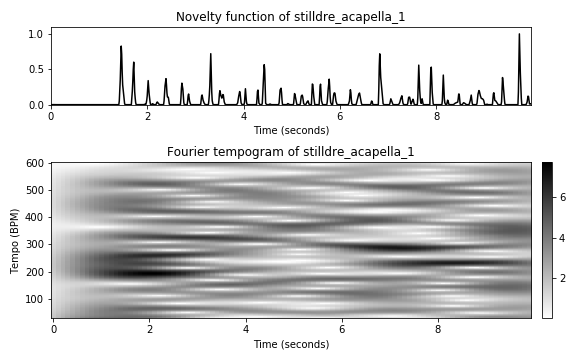 Novelty function of stilldre_acapella_1
1.0
0.5
0.0
0 2 4 6 8
Time (seconds)
Fourier tempogram of stilldre_acapella_1
600
500
400
300
200
100
Tempo (BPM)
0 2 4 6 8
Time (seconds)
6
4
2